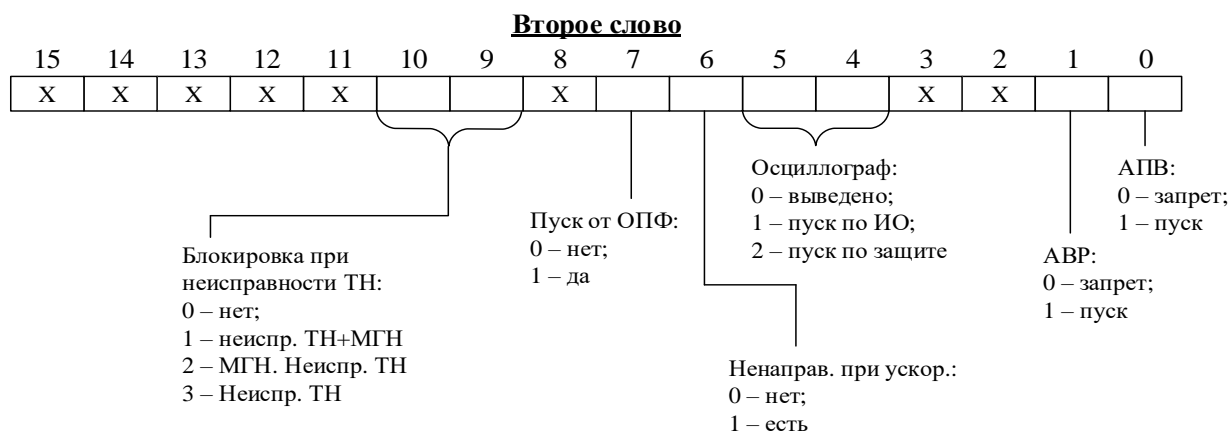 Второе слово
15 14 13 12 11 10 9 8 7 6 5 4 3 2 1 0
X X X X X X X X
Осциллограф:
0 – выведено;
1 – пуск по ИО;
2 – пуск по защите
АПВ:
0 – запрет;
1 – пуск
Пуск от ОПФ:
0 – нет;
1 – да
Блокировка при
неисправности ТН:
0 – нет;
1 – неиспр. ТН+МГН
2 – МГН. Неиспр. ТН
3 – Неиспр. ТН
АВР:
0 – запрет;
1 – пуск
Ненаправ. при ускор.:
0 – нет;
1 – есть